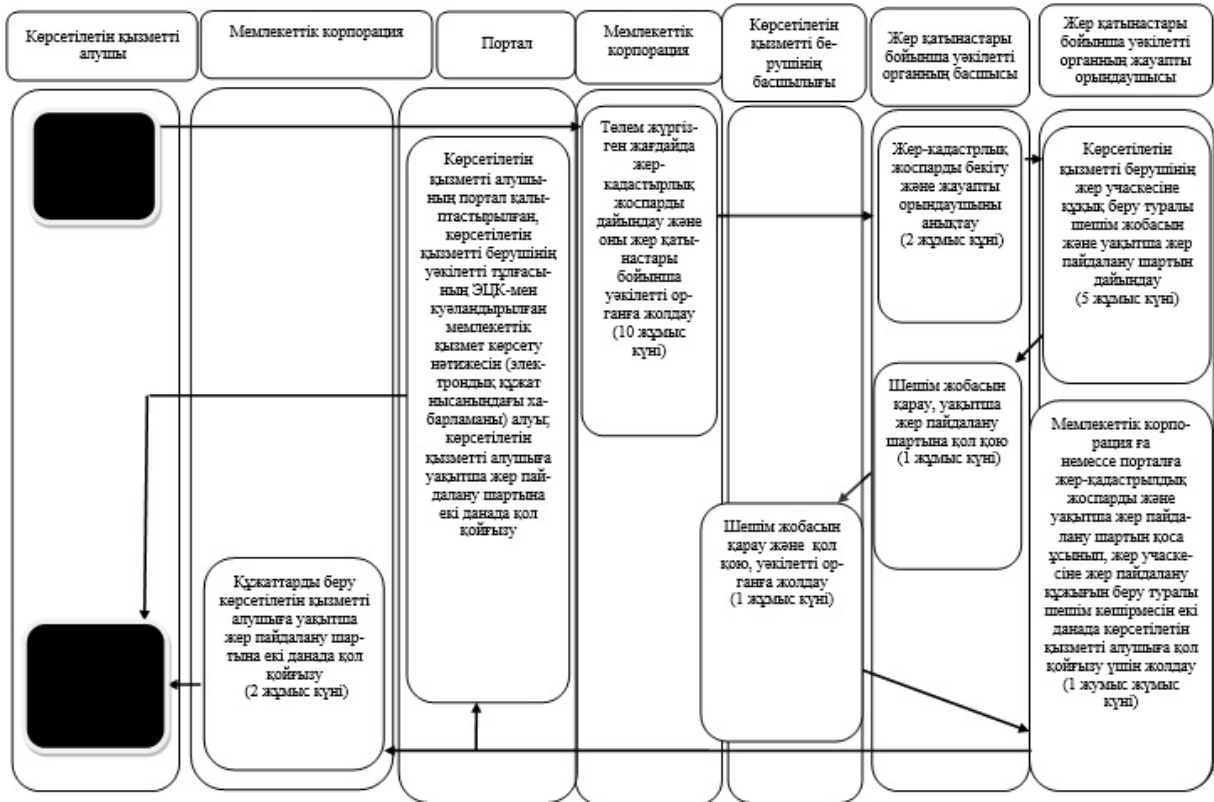 Көрсетілетін қызметті
алушы
Мемлекеттік корпорация
Портал
Мемлекеттік
корпорация
Көрсетілетін
қызметті бе-
рушінің
басшылығы
Жер қатынастары
бойынша уәкілетті
органның басшысы
Жер қатынастары
бойынша уәкілетті
органның жауапты
орындаушысы
Көрсетілетін
қызметті алушы-
ның портал қалы-
птастырылған,
көрсетілетін
қызметті берушінің
уәкілетті тұлғасы-
ның ЭЦК-мен
куәландырылған
мемлекеттік
қызмет көрсету
нәтижесін (элек-
трондық құжат
нысанындағы ха-
барламаны) алуы;
көрсетілетін
қызметті алушыға
уақытша жер пай-
далану шартына
екі данада қол
қойғызу
Төлем жүргіз-
ген жағдайда
жер-
кадастырлық
жоспарды
дайындау және
оны жер қаты-
настары
бойынша
уәкілетті ор-
ганға жолдау
(10 жұмыс
күні)
Жер-кадастрлық
жоспарды бекіту
және жауапты
орындаушыны
анықтау
(2 жұмыс күні)
Көрсетілетін
қызметті берушінің
жер учаскесіне
құқық беру туралы
шешім жобасын
және уақытша жер
пайдалану шартын
дайындау
(5 жұмыс күні)
Шешім жобасын
қарау, уақытша
жер пайдалану
шартына қол қою
(1 жұмыс күні)
Шешім жобасын
қарау және қол
қою, уәкілетті ор-
ганға жолдау
(1 жұмыс күні)
Мемлекеттік корпо-
рация ға
немессе порталға
жер-қадастрылдық
жоспарды және
уақытша жер пайда-
лану шартын қоса
ұсынып, жер учаске-
сіне жер пайдалану
құжығын беру туралы
шешім көшірмесін екі
данада көрсетілетін
қызметті алушыға қол
қойғызу үшін жолдау
(1 жумыс жұмыс
күні)
Құжаттарды беру
көрсетілетін қызметті
алушыға уақытша
жер пайдалану шар-
тына екі данада қол
қойғызу
(2 жұмыс күні)